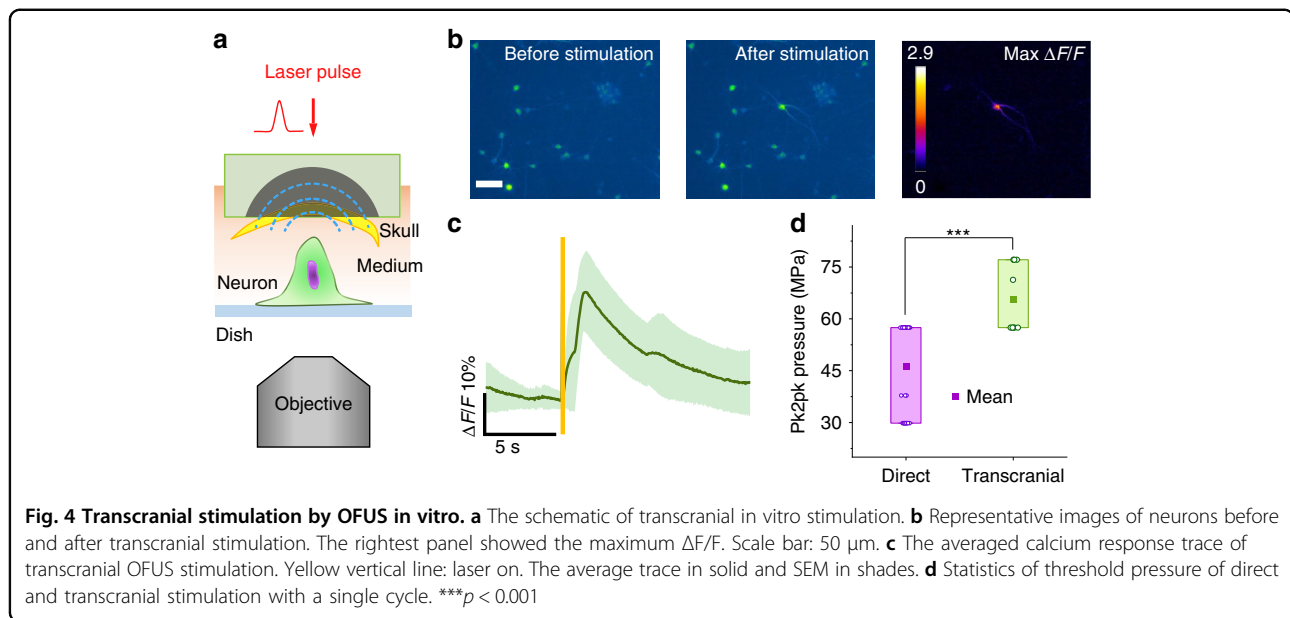 a
Laser pulse
Skull
Medium
Neuron
Dish
Objective
b
Before stimulation
After stimulation
2.9
Max ΔF/F
0
c
ΔF/F 10%
5 s
d
***
Pk2pk pressure (MPa)
75
60
45
30
Mean
Direct
Transcranial
Fig. 4 Transcranial stimulation by OFUS in vitro. a The schematic of transcranial in vitro stimulation. b Representative images of neurons before
and after transcranial stimulation. The rightest panel showed the maximum ΔF/F. Scale bar: 50 μm. c The averaged calcium response trace of
transcranial OFUS stimulation. Yellow vertical line: laser on. The average trace in solid and SEM in shades. d Statistics of threshold pressure of direct
and transcranial stimulation with a single cycle. ***p < 0.001